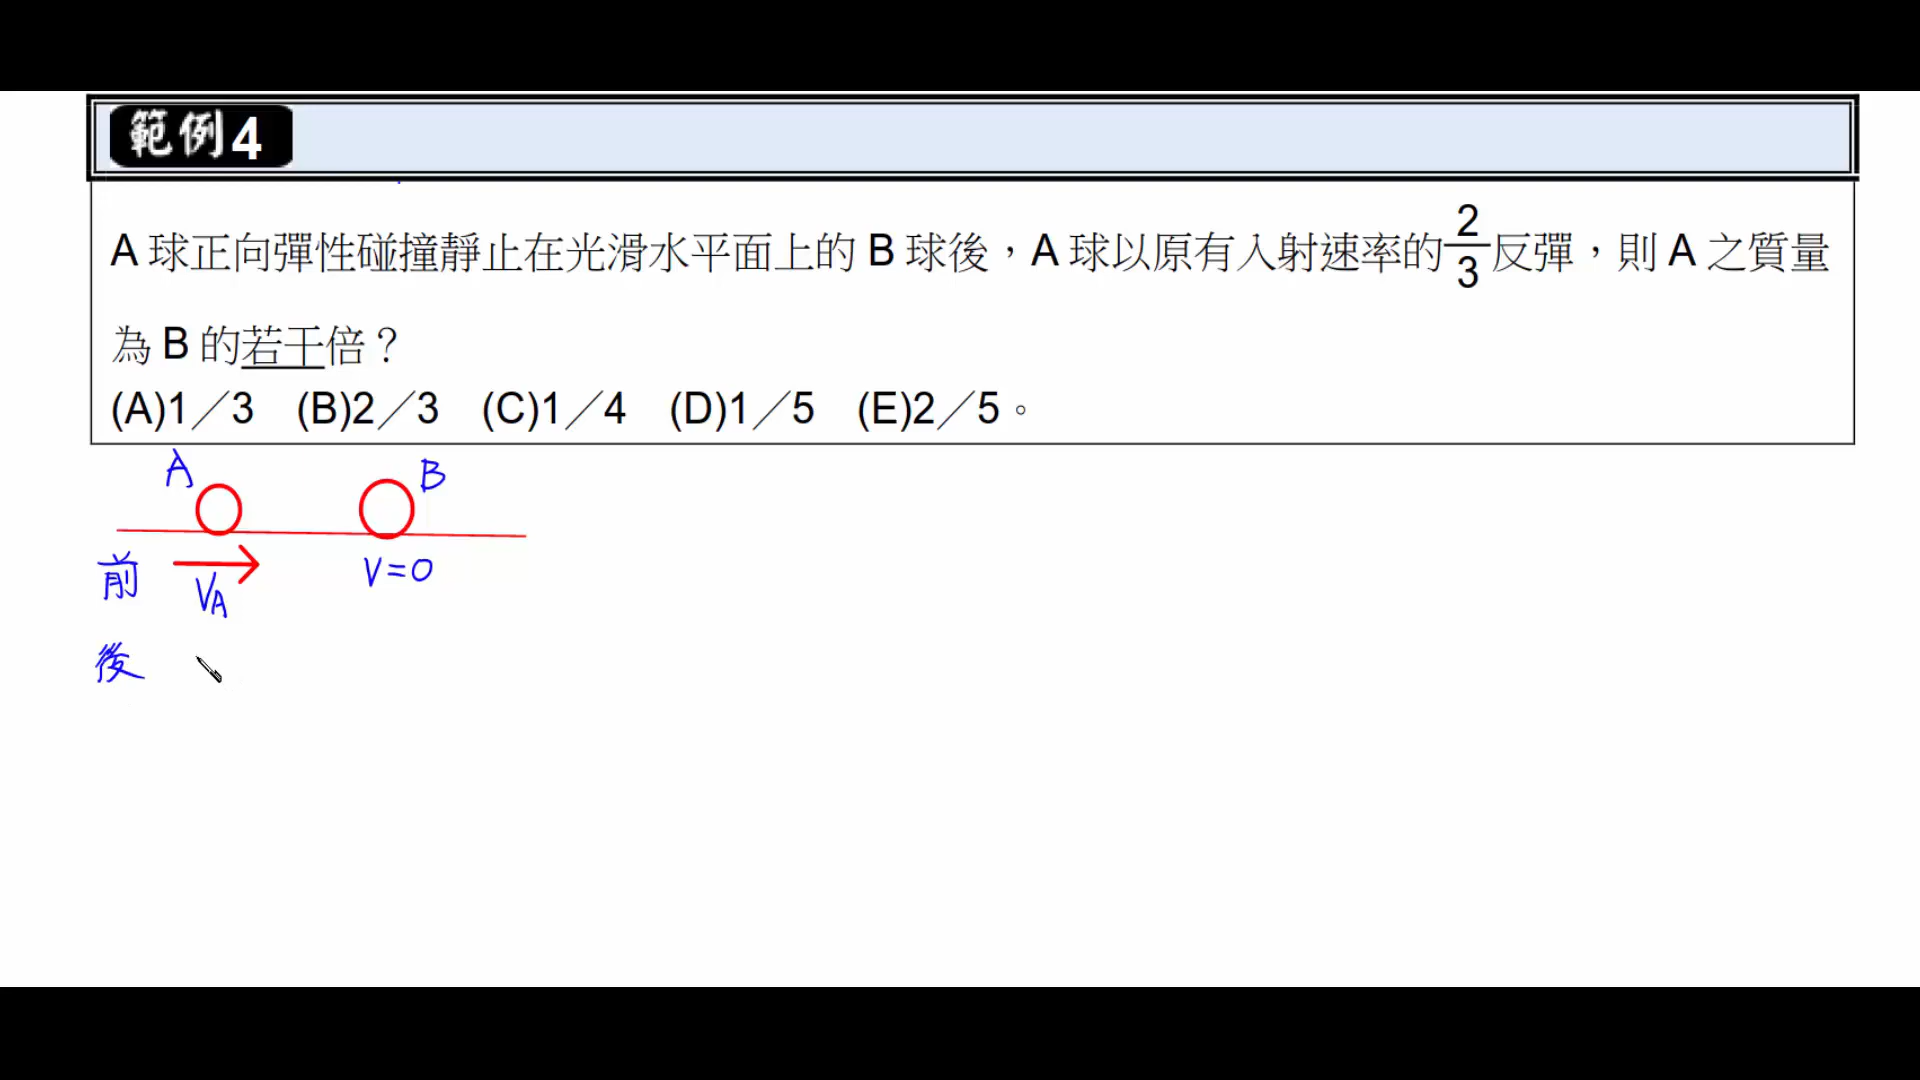 範例4
A 球正向彈性碰撞靜止在光滑水平面上的 B 球後，A 球以原有入射速率的2/3反彈，則 A 之質量
為 B 的若干倍？
(A)1／3 (B)2／3 (C)1／4 (D)1／5 (E)2／5。
A B
前 VA V=0
後